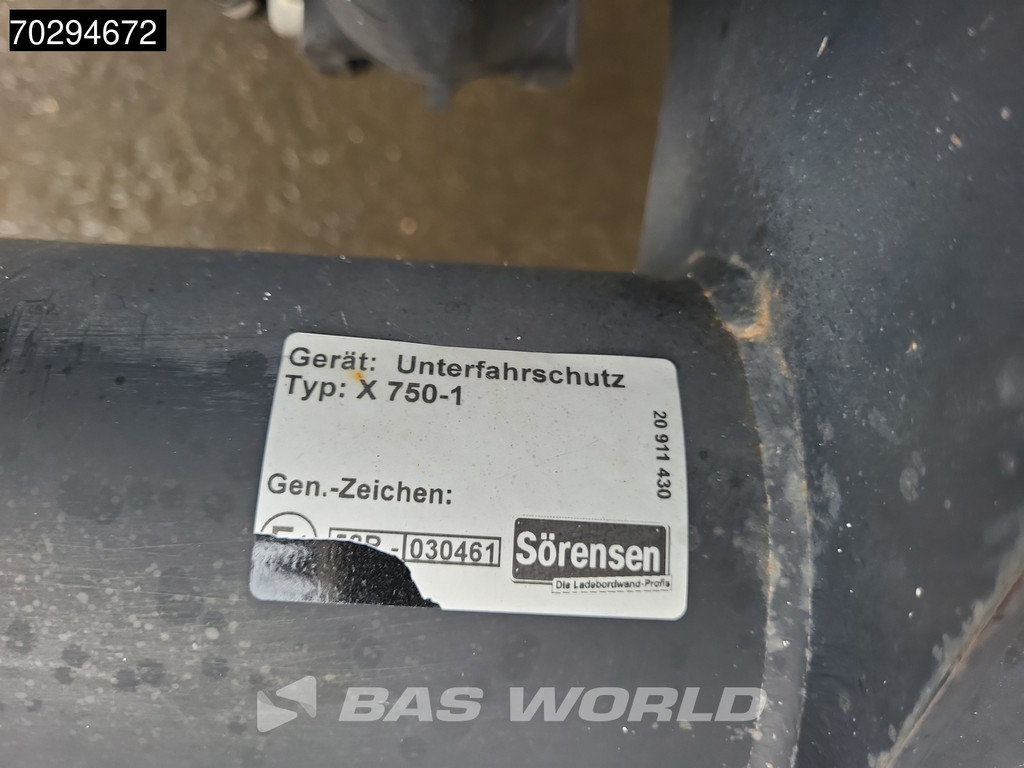 70294672
Gerät: Unterfahrschutz
Typ: X 750-1
20 911 430
Gen.-Zeichen:
030461
Sörensen
Die Ladebordwand-Profis
BAS WORLD